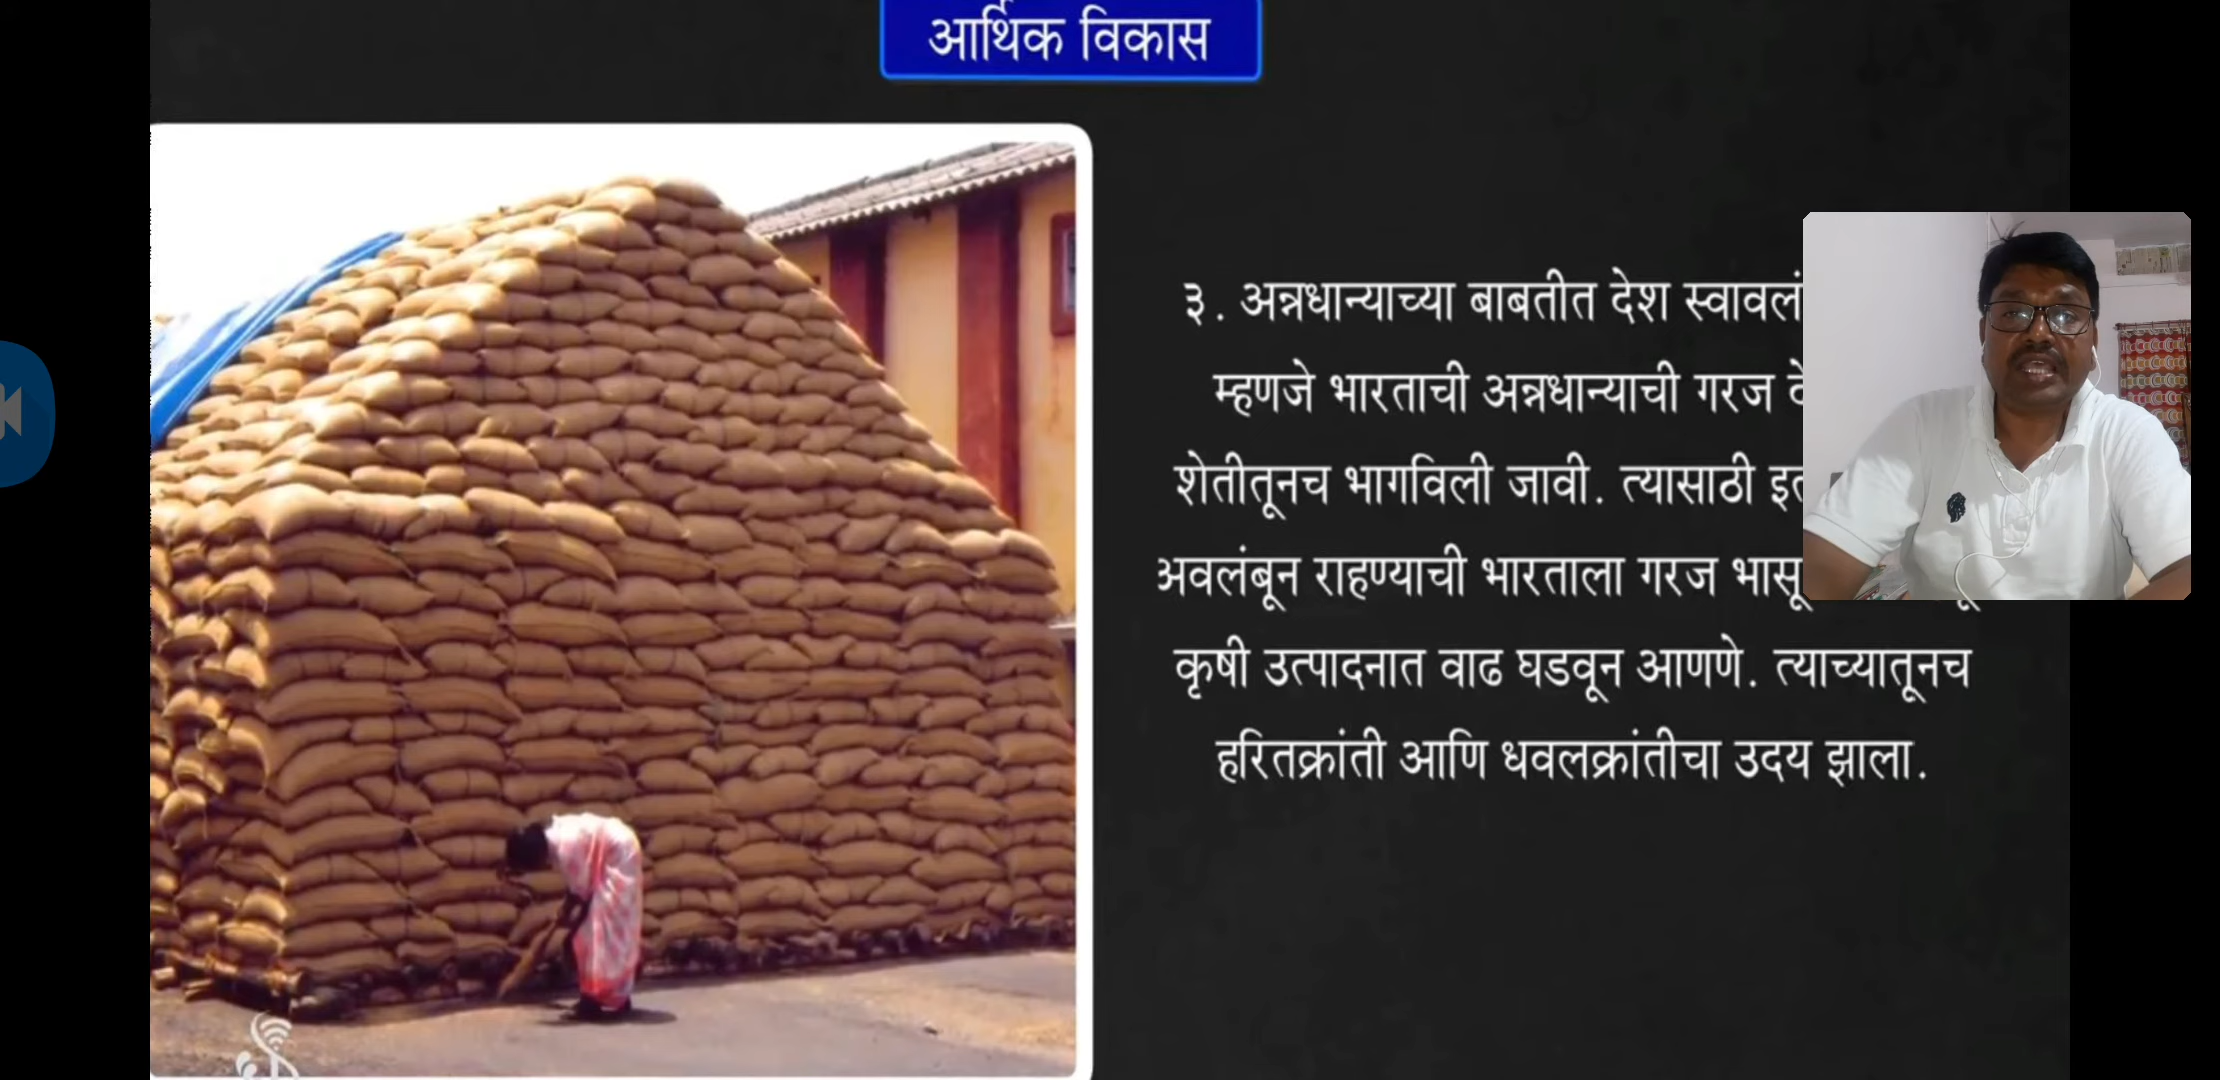 आर्थिक विकास
३. अन्नधान्याच्या बाबतीत देश
म्हणजे भारताची अन्नधान्याची गरज
शेतीतूनच भागविली जावी. त्यासाठी
अवलंबून राहण्याची भारताला गरज
कृषी उत्पादनात वाढ घडवून आणणे. त्याच्यातूनच
हरितक्रांती आणि धवलक्रांतीचा उदय झाला.